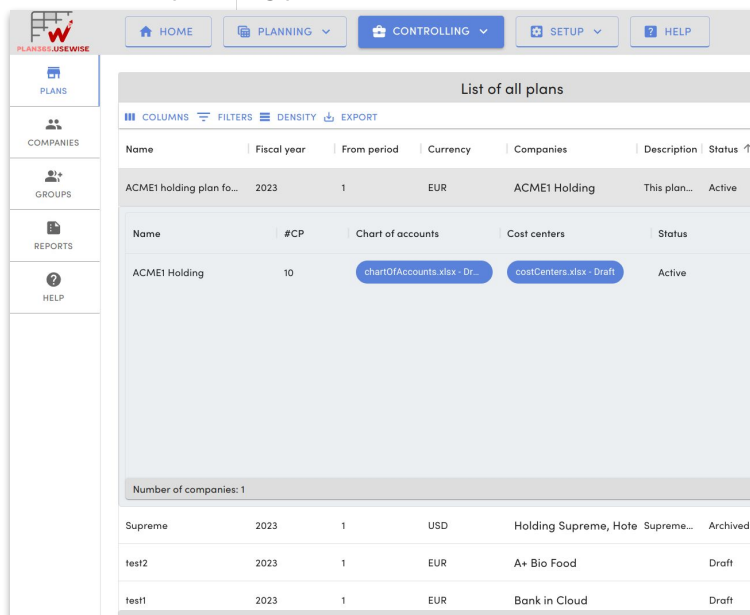 HOME PLANNING CONTROLLING SETUP HELP
PLAN365.USEWISE
PLANS
COMPANIES
GROUPS
REPORTS
HELP
List of all plans
COLUMNS FILTERS DENSITY EXPORT
Name Fiscal year From period Currency Companies Description Status
ACME1 holding plan fo... 2023 1 EUR ACME1 Holding This plan... Active
Name #CP Chart of accounts Cost centers Status
ACME1 Holding 10 chartOfAccounts.xlsx - Dr... costCenters.xlsx - Draft Active
Number of companies: 1
Supreme 2023 1 USD Holding Supreme, Hote Supreme... Archived
test2 2023 1 EUR A+ Bio Food Draft
test1 2023 1 EUR Bank in Cloud Draft